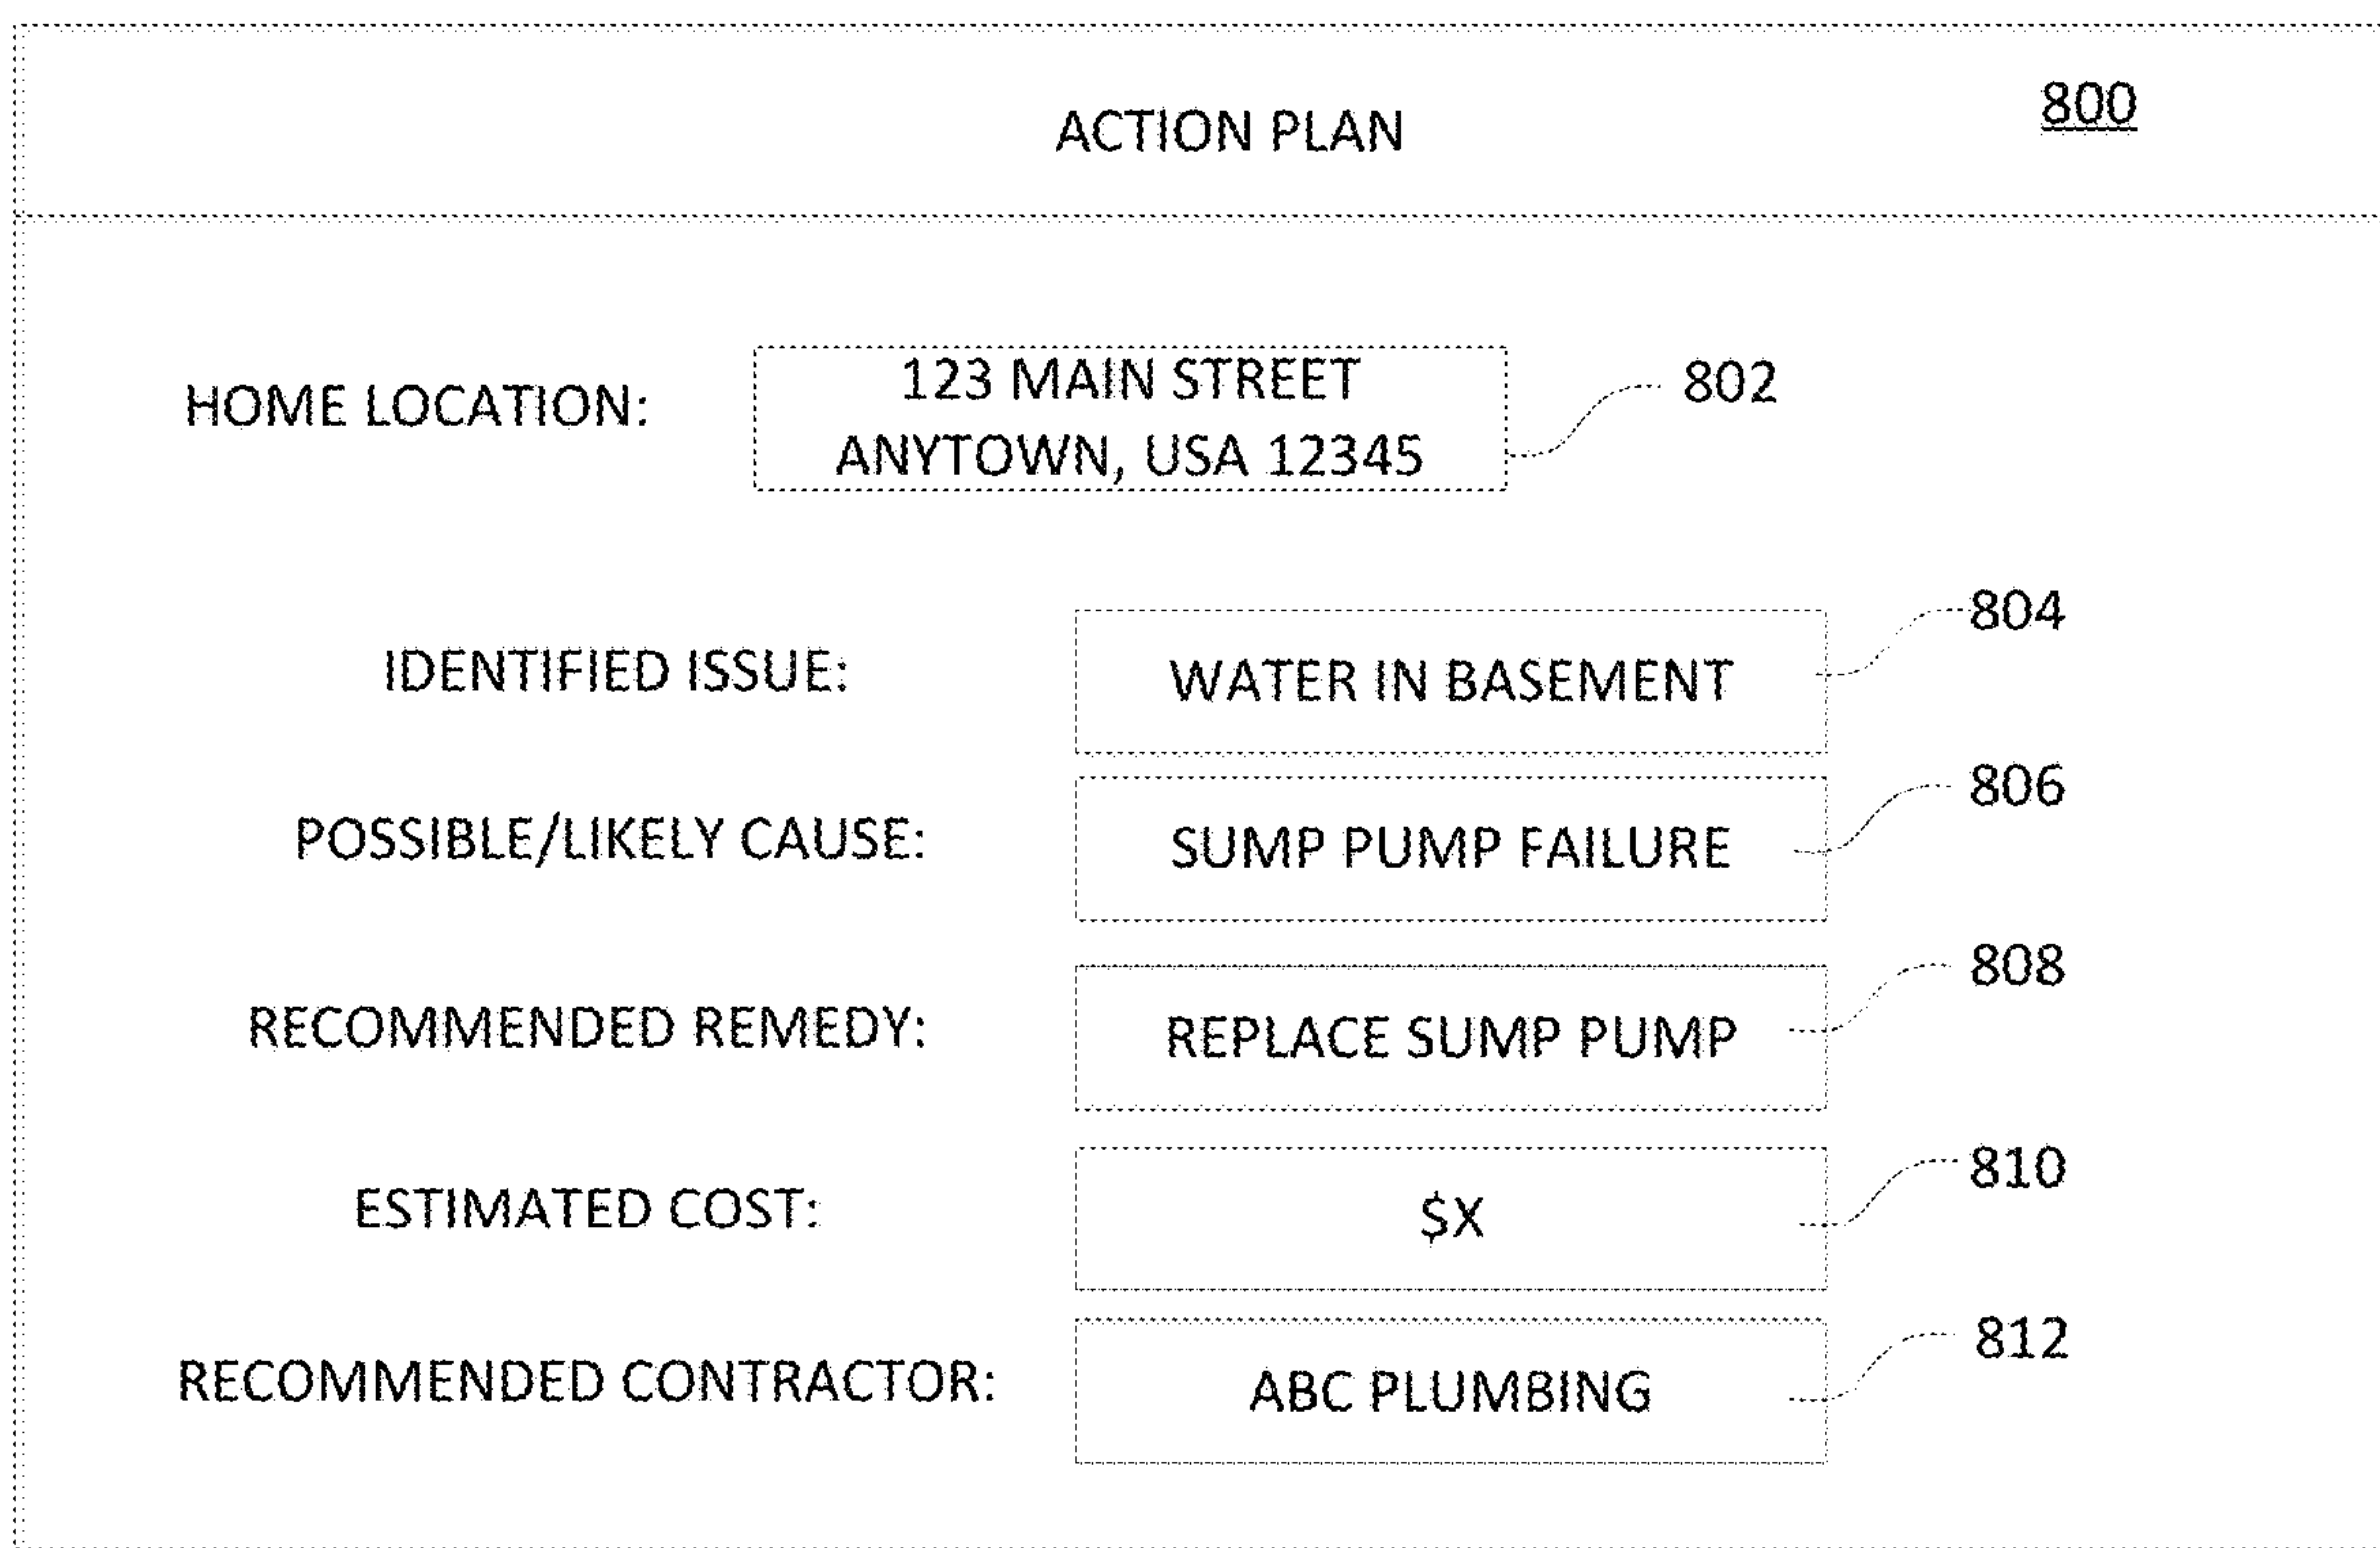 ACTION PLAN 800
HOME LOCATION: 123 MAIN STREET
ANYTOWN, USA 12345 802
IDENTIFIED ISSUE: WATER IN BASEMENT 804
POSSIBLE/LIKELY CAUSE: SUMP PUMP FAILURE 806
RECOMMENDED REMEDY: REPLACE SUMP PUMP 808
ESTIMATED COST: $X 810
RECOMMENDED CONTRACTOR: ABC PLUMBING 812